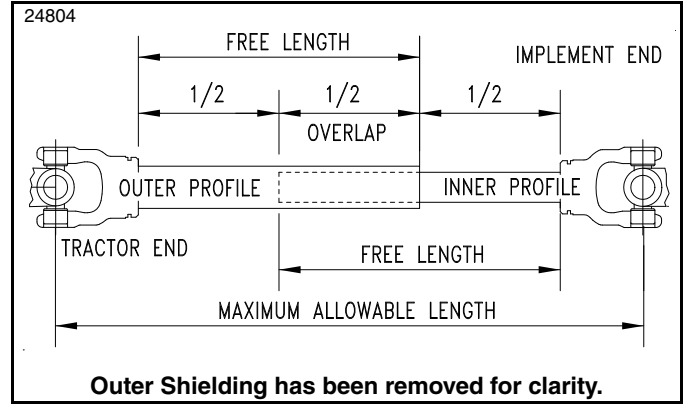 24804
FREE LENGTH
IMPLEMENT END
1/2 1/2 1/2
OVERLAP
OUTER PROFILE INNER PROFILE
TRACTOR END
FREE LENGTH
MAXIMUM ALLOWABLE LENGTH
Outer Shielding has been removed for clarity.